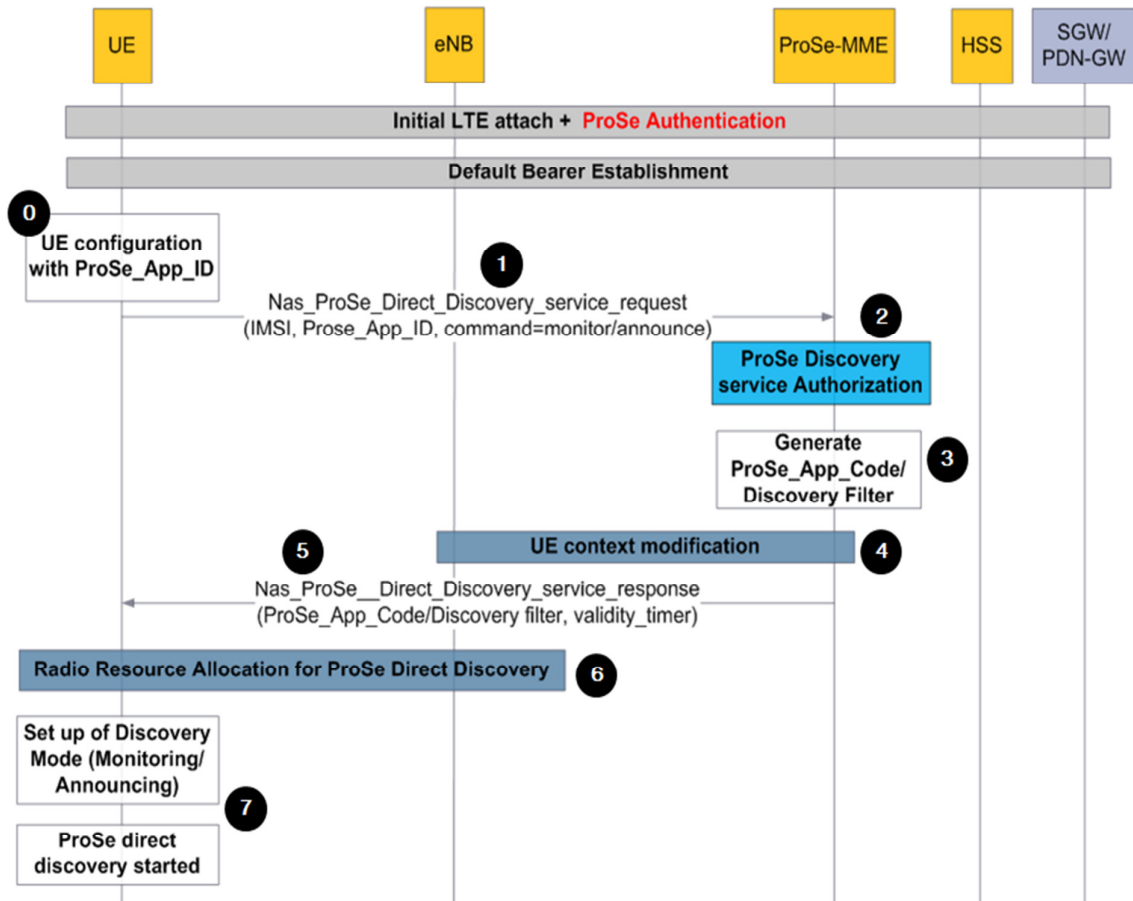 UE
eNB
ProSe-MME
HSS
SGW/
PDN-GW
Initial LTE attach + ProSe Authentication
Default Bearer Establishment
0
UE configuration
with ProSe_App_ID
1
Nas_ProSe_Direct_Discovery_service_request
(IMSI, Prose_App_ID, command=monitor/announce)
2
ProSe Discovery
service Authorization
Generate
ProSe_App_Code/
Discovery Filter
3
UE context modification
4
5
Nas_ProSe__Direct_Discovery_service_response
(ProSe_App_Code/Discovery filter, validity_timer)
Radio Resource Allocation for ProSe Direct Discovery
6
Set up of Discovery
Mode (Monitoring/
Announcing)
7
ProSe direct
discovery started